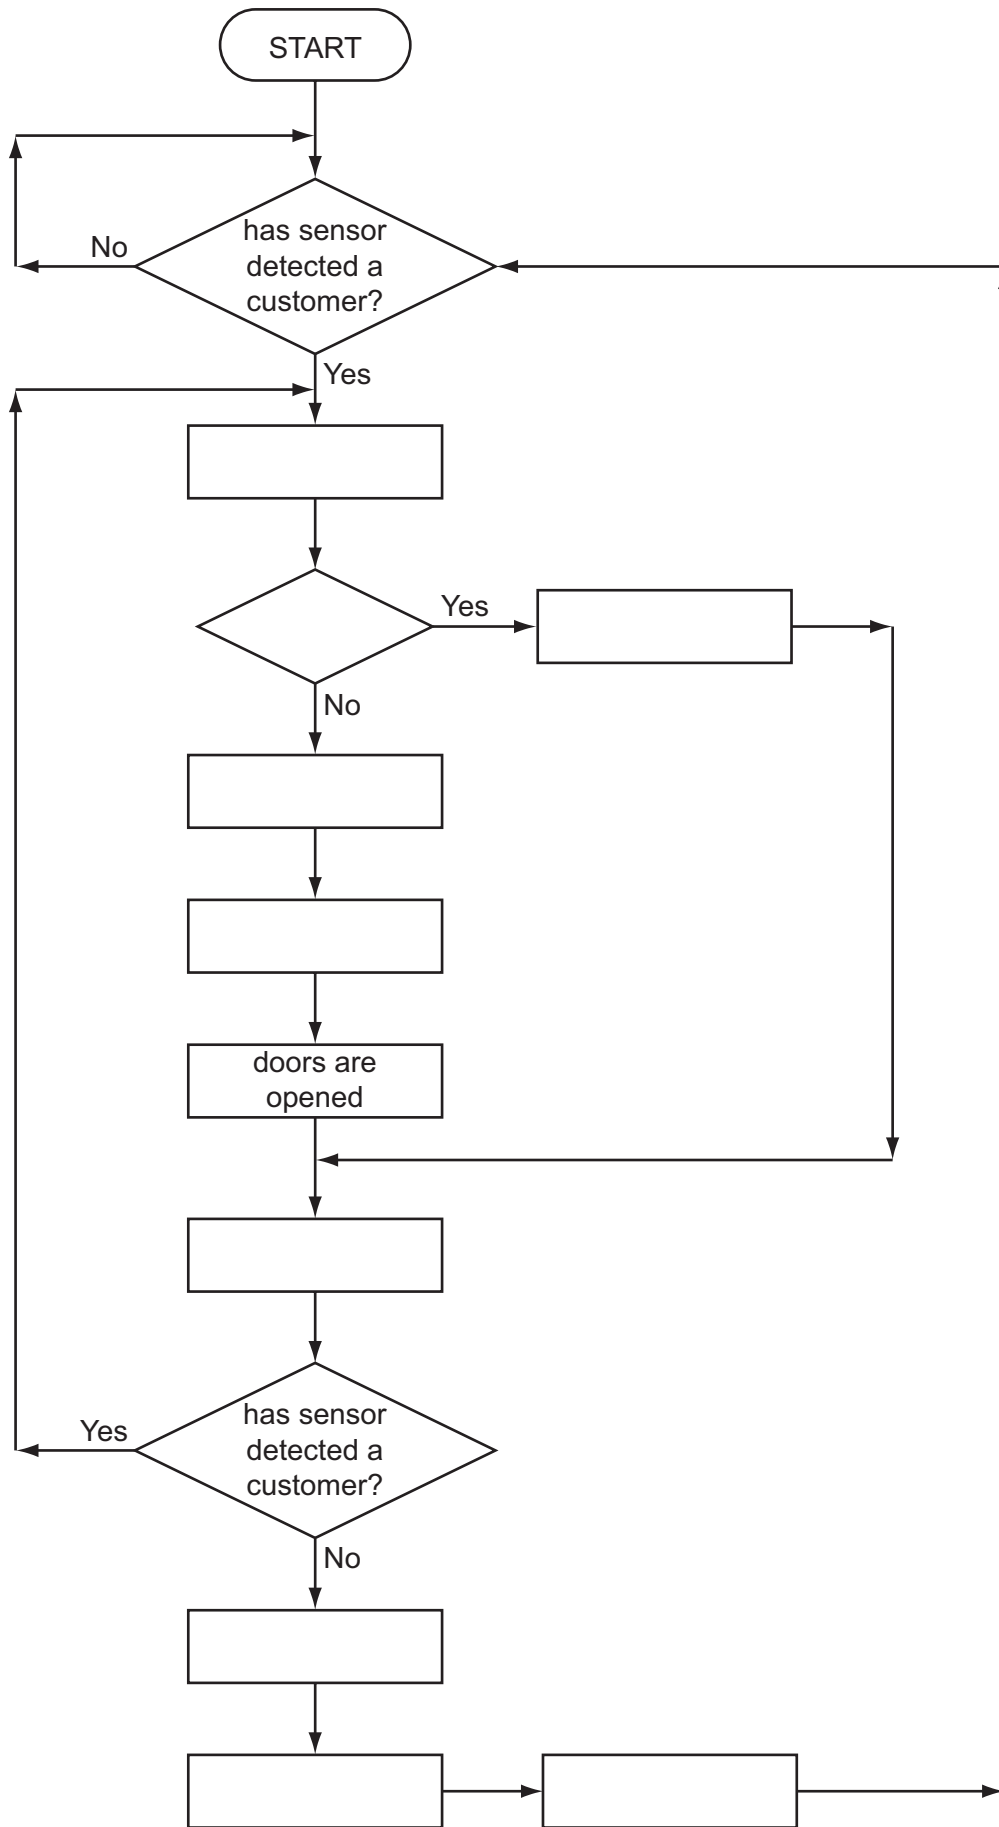 START
has sensor
detected a
customer?
No
Yes
Yes
No
doors are
opened
has sensor
detected a
customer?
Yes
No